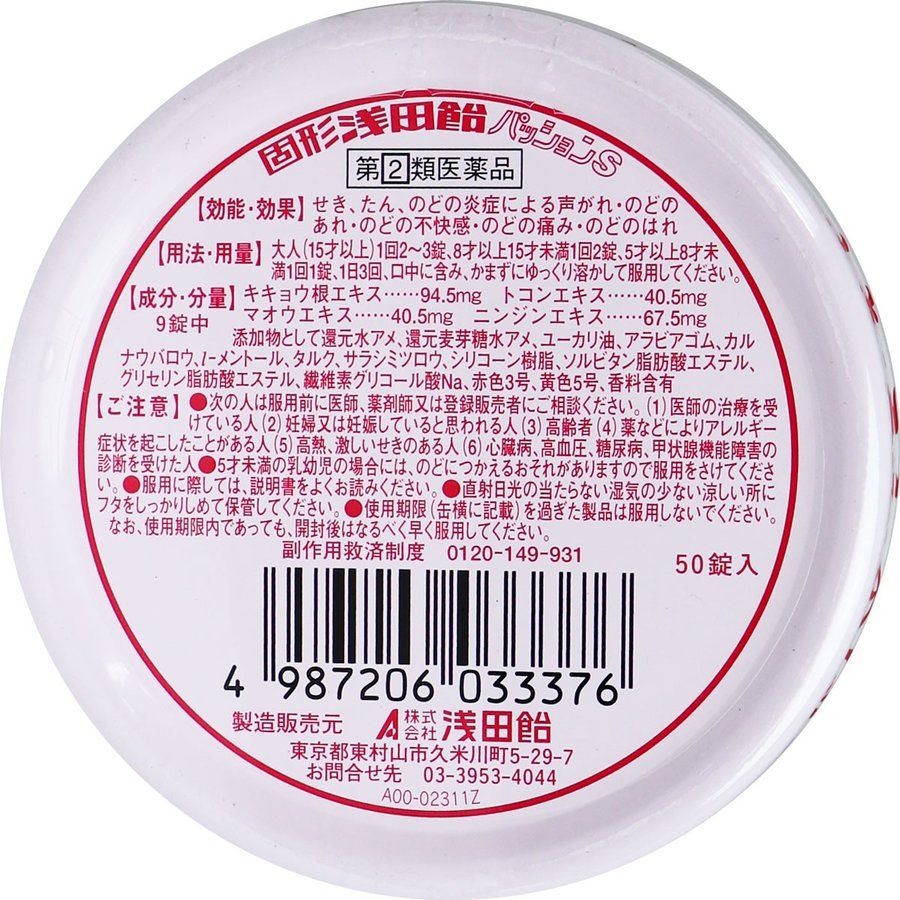 固形浅田飴パッションS
第②類医薬品
【効能・効果】 せき、たん、のどの炎症による声がれ・のどの
あれ・のどの不快感・のどの痛み・のどのはれ
【用法・用量】 大人(15才以上)1回2〜3錠、8才以上15才未満1回2錠、5才以上8才未
満1回1錠、1日3回、口中に含み、かまずにゆっくり溶かして服用してください。
【成分・分量】 キキョウ根エキス……94.5mg トコンエキス……40.5mg
9錠中 マオウエキス……40.5mg ニンジンエキス……67.5mg
添加物として還元水アメ、還元麦芽糖水アメ、ユーカリ油、アラビアゴム、カル
ナウバロウ、l-メントール、タルク、サラシミツロウ、シリコーン樹脂、ソルビタン脂肪酸エステル、
グリセリン脂肪酸エステル、繊維素グリコール酸Na、赤色3号、黄色5号、香料含有
【ご注意】 ●次の人は服用前に医師、薬剤師又は登録販売者にご相談ください。(1)医師の治療を受
けている人(2)妊婦又は妊娠していると思われる人(3)高齢者(4)薬などによりアレルギー
症状を起こしたことがある人(5)高熱、激しいせきのある人(6)心臓病、高血圧、糖尿病、甲状腺機能障害の
診断を受けた人●5才未満の乳幼児の場合には、のどにつかえるおそれがありますので服用をさけてくださ
い。●服用に際しては、説明書をよくお読みください。●直射日光の当たらない湿気の少ない涼しい所に
フタをしっかりしめて保管してください。●使用期限(缶横に記載)を過ぎた製品は服用しないでください。
なお、使用期限内であっても、開封後はなるべく早く服用してください。
副作用救済制度 0120-149-931
50錠入
4 987206 033376
製造販売元 株式会社 浅田飴
東京都東村山市久米川町5-29-7
お問合せ先 03-3953-4044
A00-02311Z